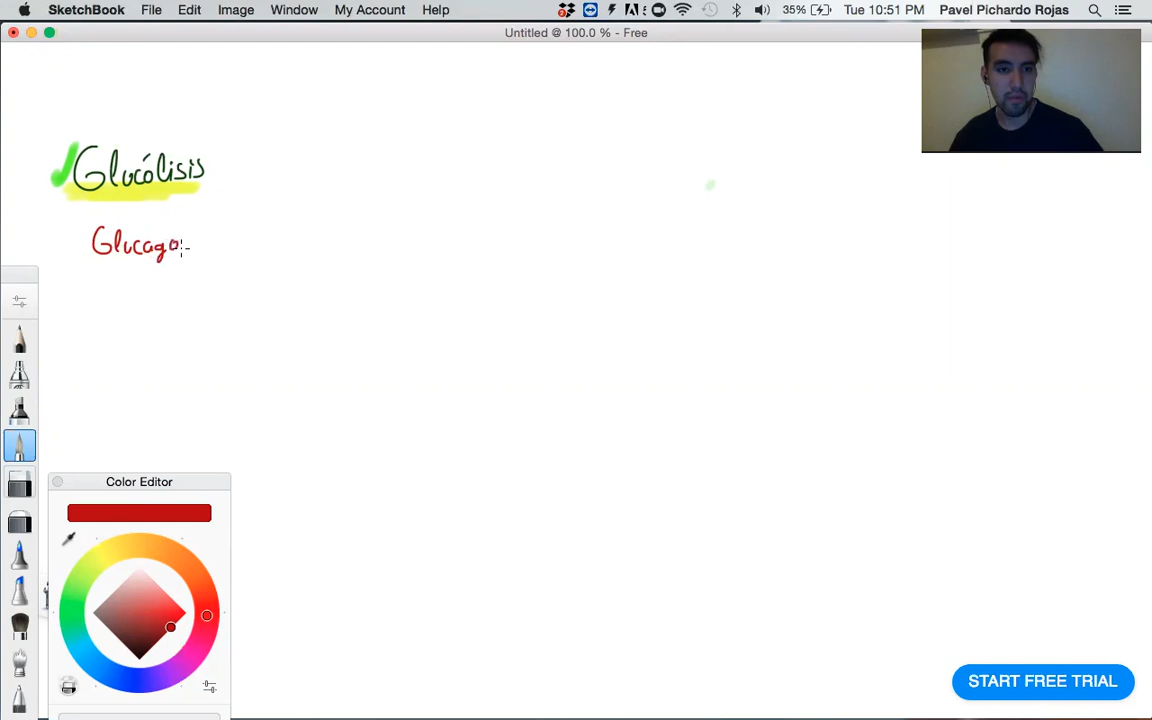 SketchBook File Edit Image Window My Account Help 35% Tue 10:51 PM Pavel Pichardo Rojas
Untitled @ 100.0 % - Free
Glucólisis
Glucago
Color Editor
START FREE TRIAL